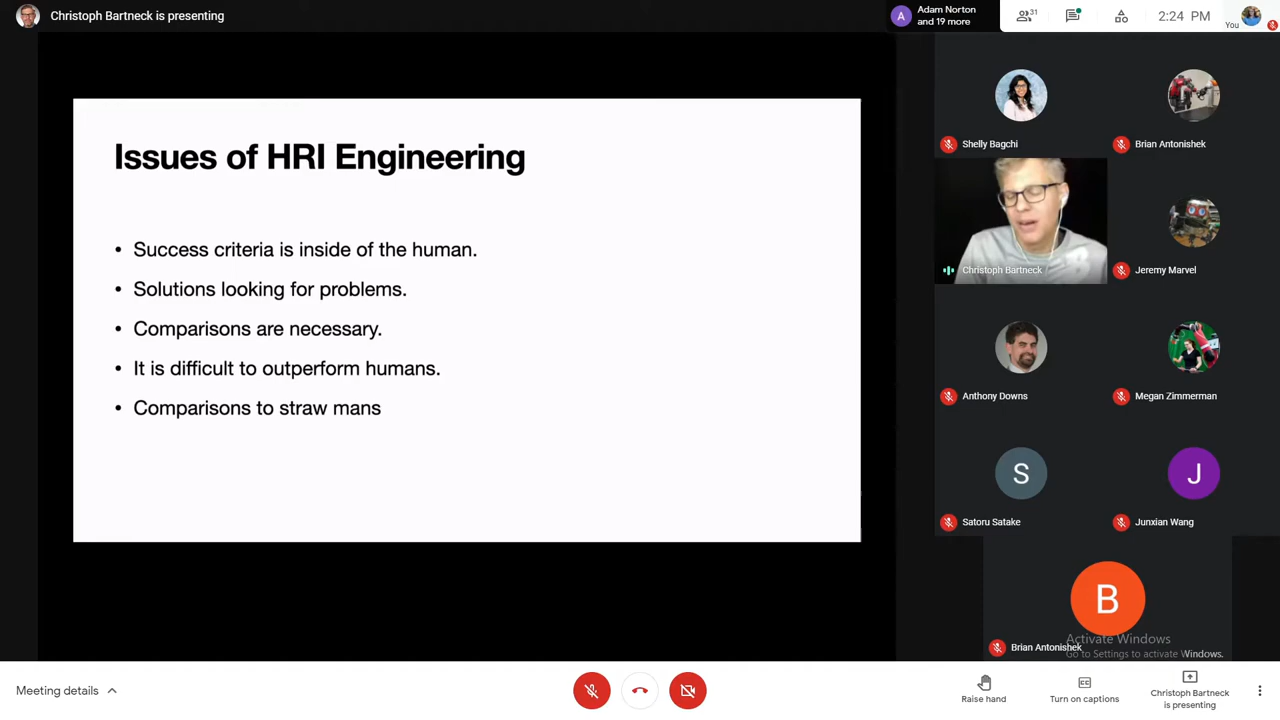 Christoph Bartneck is presenting
Adam Norton
and 19 more
31
2:24 PM
You
Issues of HRI Engineering
• Success criteria is inside of the human.
• Solutions looking for problems.
• Comparisons are necessary.
• It is difficult to outperform humans.
• Comparisons to straw mans
A
Shelly Bagchi
Brian Antonishek
Christoph Bartneck
Jeremy Marvel
Anthony Downs
Megan Zimmerman
S
J
Satoru Satake
Junxian Wang
B
Brian Antonishek
Activate Windows
Go to Settings to activate Windows.
Meeting details
Raise hand
Turn on captions
Christoph Bartneck
is presenting